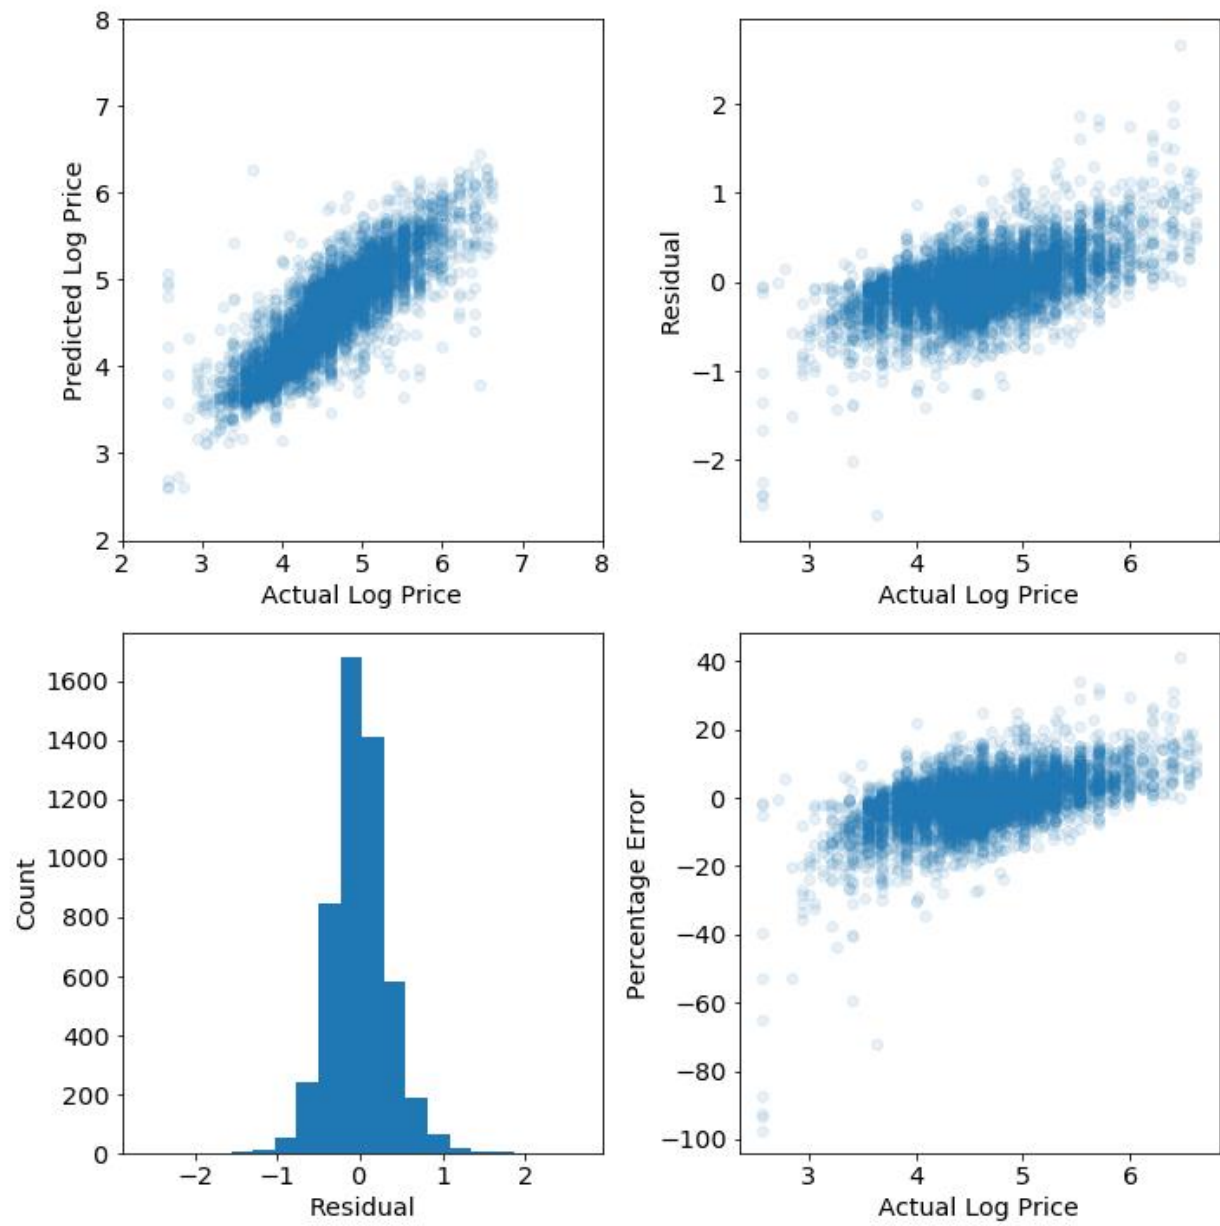 8
7
6
5
4
3
2
Predicted Log Price
2 3 4 5 6 7 8
Actual Log Price
2
1
0
−1
−2
Residual
3 4 5 6
Actual Log Price
1600
1400
1200
1000
800
600
400
200
0
Count
−2 −1 0 1 2
Residual
40
20
0
−20
−40
−60
−80
−100
Percentage Error
3 4 5 6
Actual Log Price